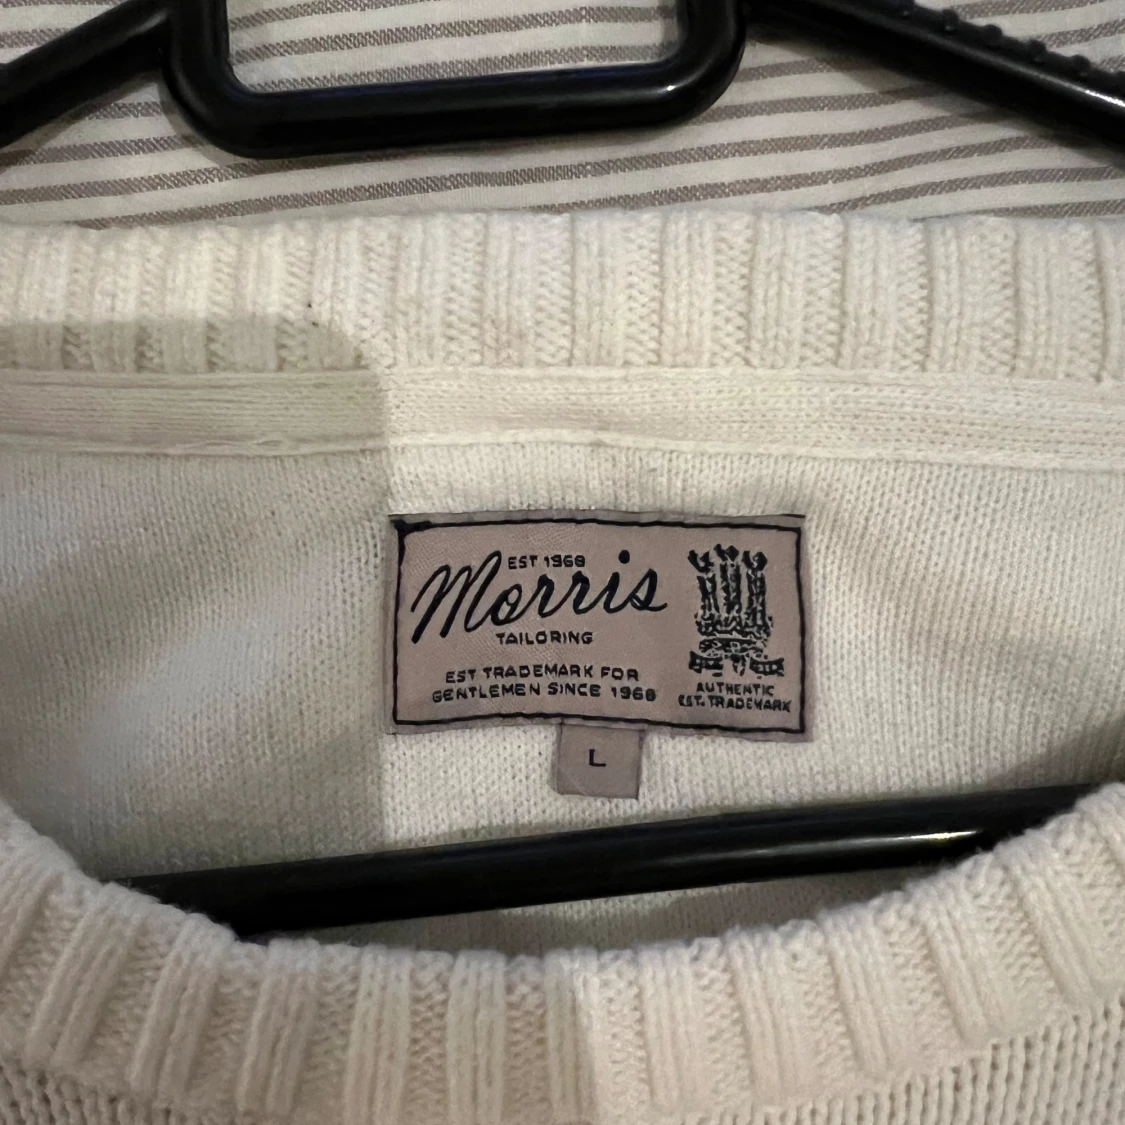 EST 1968
Morris
TAILORING
EST TRADEMARK FOR
GENTLEMEN SINCE 1968
AUTHENTIC
EST. TRADEMARK
L